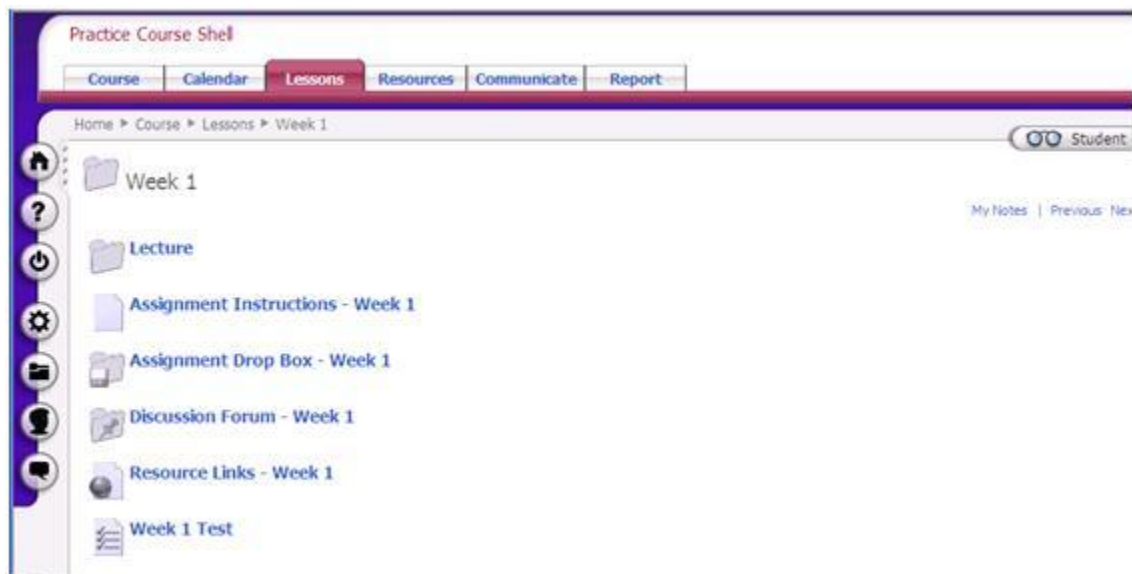 Practice Course Shell
Course Calendar Lessons Resources Communicate Report
Home ▸ Course ▸ Lessons ▸ Week 1
Student
Week 1
My Notes | Previous Nex
Lecture
Assignment Instructions - Week 1
Assignment Drop Box - Week 1
Discussion Forum - Week 1
Resource Links - Week 1
Week 1 Test